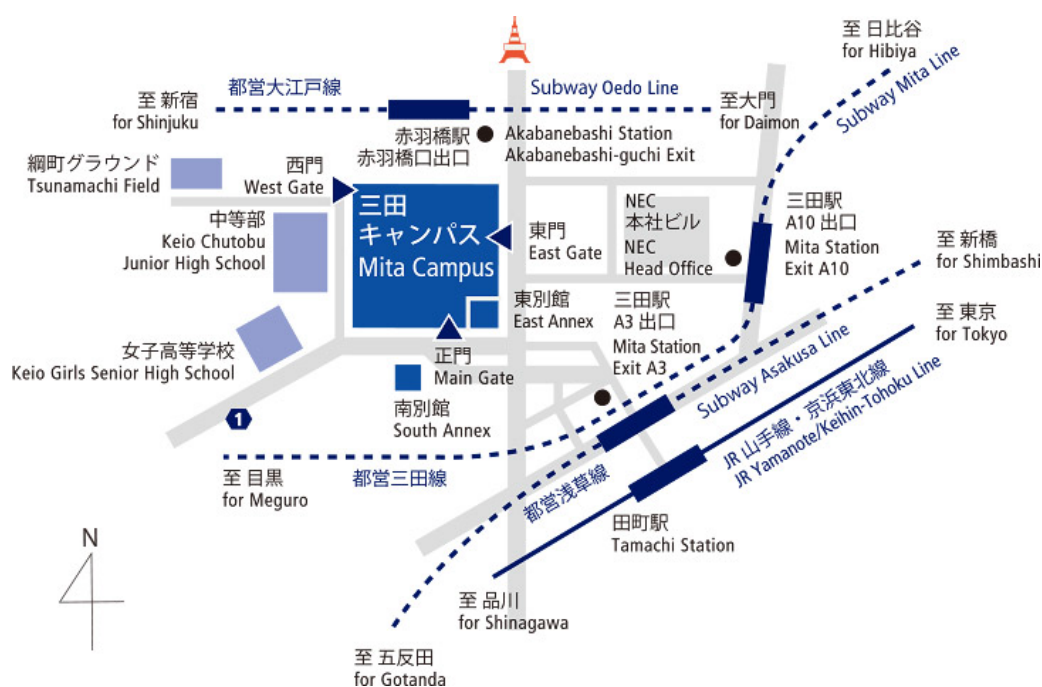 至 日比谷
for Hibiya
Subway Mita Line
都営大江戸線
Subway Oedo Line
至 新宿
for Shinjuku
至大門
for Daimon
赤羽橋駅
赤羽橋口出口
Akabanebashi Station
Akabanebashi-guchi Exit
綱町グラウンド
Tsunamachi Field
西門
West Gate
中等部
Keio Chutobu
Junior High School
三田
キャンパス
Mita Campus
東門
East Gate
NEC
本社ビル
NEC
Head Office
三田駅
A10 出口
Mita Station
Exit A10
至 新橋
for Shimbashi
東別館
East Annex
三田駅
A3 出口
Mita Station
Exit A3
至 東京
for Tokyo
女子高等学校
Keio Girls Senior High School
正門
Main Gate
南別館
South Annex
1
Subway Asakusa Line
JR 山手線・京浜東北線
JR Yamanote/Keihin-Tohoku Line
至 目黒
for Meguro
都営三田線
都営浅草線
田町駅
Tamachi Station
N
至 品川
for Shinagawa
至 五反田
for Gotanda